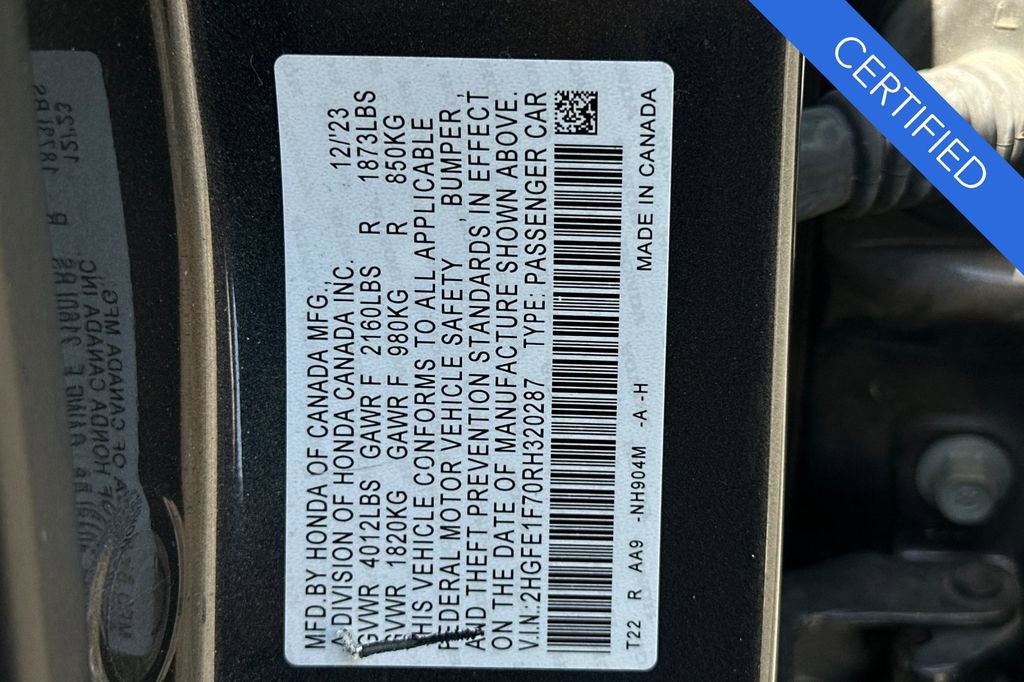 MFD.BY HONDA OF CANADA MFG., 12/'23
A DIVISION OF HONDA CANADA INC.
GVWR 4012LBS GAWR F 2160LBS R 1873LBS
GVWR 1820KG GAWR F 980KG R 850KG
THIS VEHICLE CONFORMS TO ALL APPLICABLE
FEDERAL MOTOR VEHICLE SAFETY, BUMPER,
AND THEFT PREVENTION STANDARDS, IN EFFECT
ON THE DATE OF MANUFACTURE SHOWN ABOVE.
V.I.N.:2HGFE1F70RH320287 TYPE: PASSENGER CAR
T22 R AA9 -NH904M -A -H MADE IN CANADA
CERTIFIED